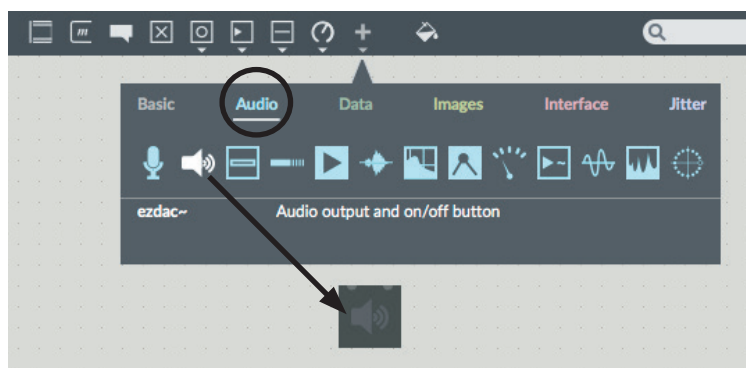 m
Basic Audio Data Images Interface Jitter
ezdac~ Audio output and on/off button